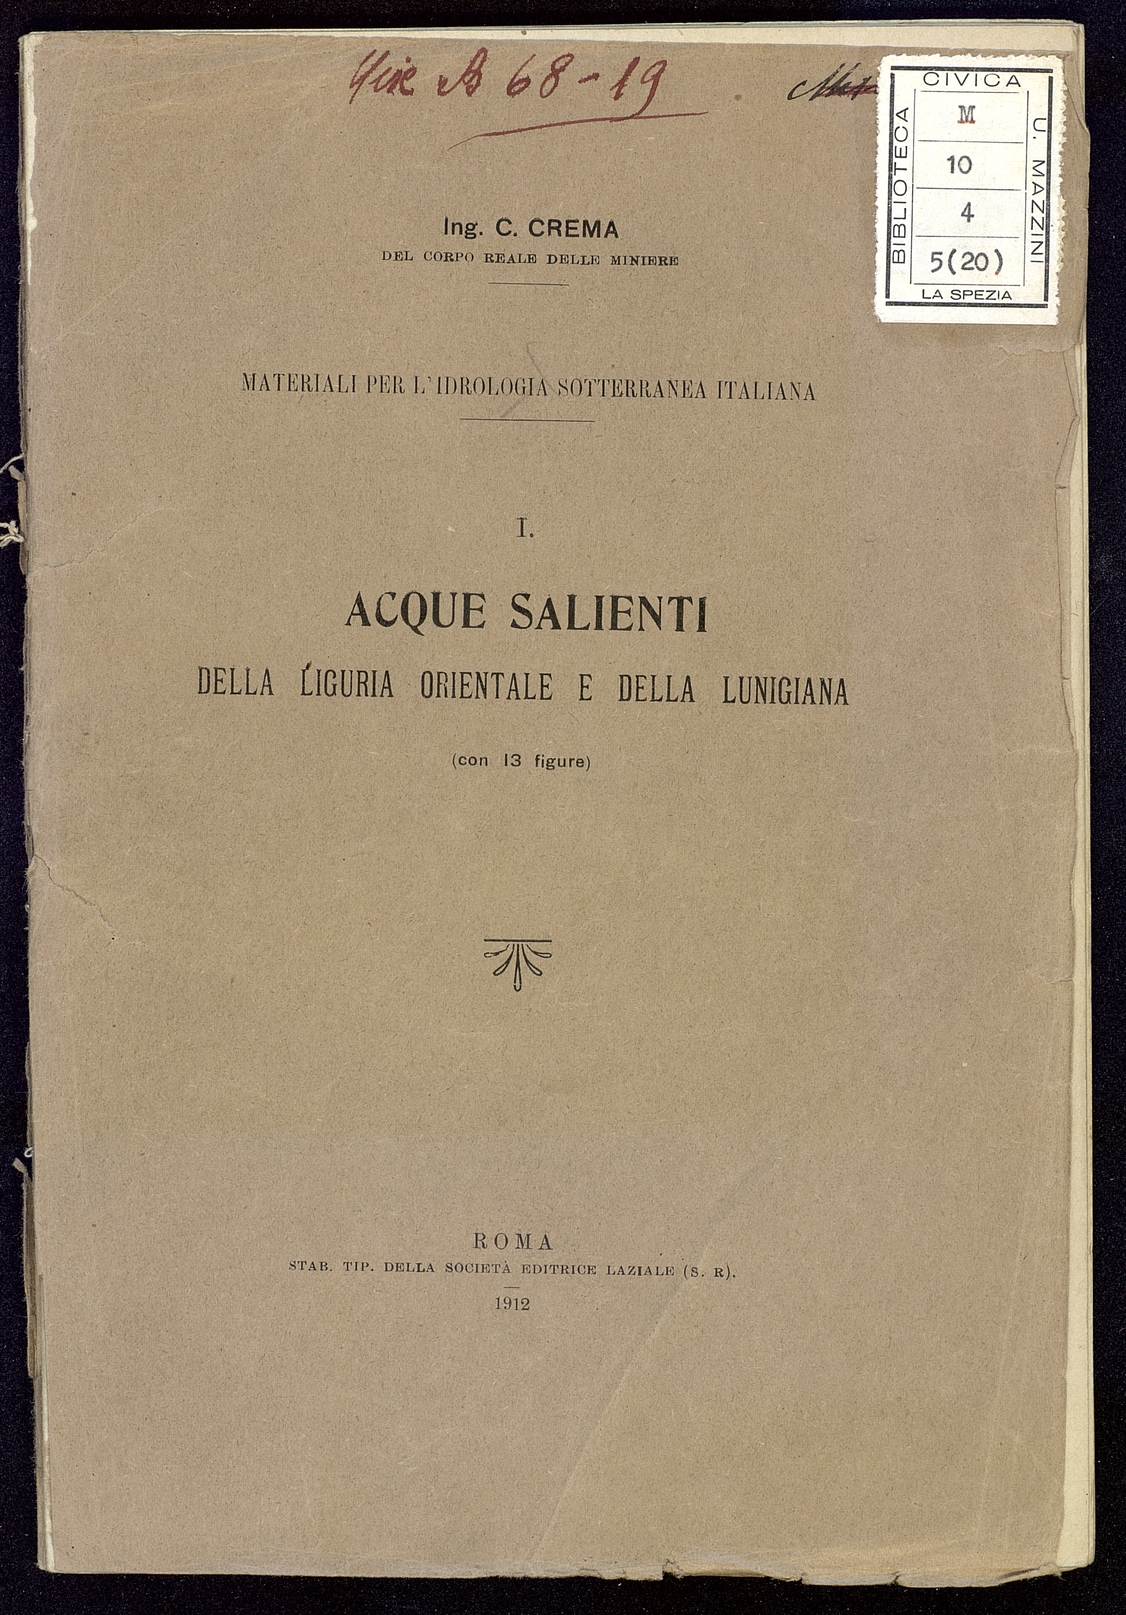 B 68-19
CIVICA
BIBLIOTECA
M
10
4
5(20)
U. MAZZINI
LA SPEZIA
Ing. C. CREMA
DEL CORPO REALE DELLE MINIERE
MATERIALI PER L'IDROLOGIA SOTTERRANEA ITALIANA
I.
ACQUE SALIENTI
DELLA LIGURIA ORIENTALE E DELLA LUNIGIANA
(con 13 figure)
ROMA
STAB. TIP. DELLA SOCIETÀ EDITRICE LAZIALE (S. R).
1912